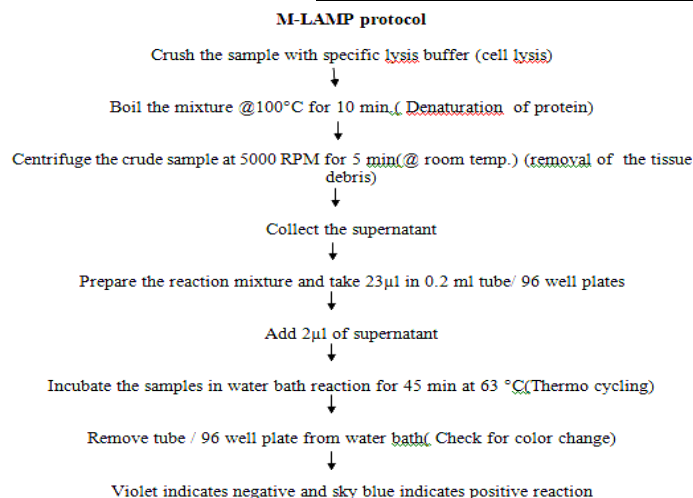 M-LAMP protocol
Crush the sample with specific lysis buffer (cell lysis)
Boil the mixture @100°C for 10 min.( Denaturation of protein)
Centrifuge the crude sample at 5000 RPM for 5 min(@ room temp.) (removal of the tissue
debris)
Collect the supernatant
Prepare the reaction mixture and take 23µl in 0.2 ml tube/ 96 well plates
Add 2µl of supernatant
Incubate the samples in water bath reaction for 45 min at 63 °C(Thermo cycling)
Remove tube / 96 well plate from water bath( Check for color change)
Violet indicates negative and sky blue indicates positive reaction